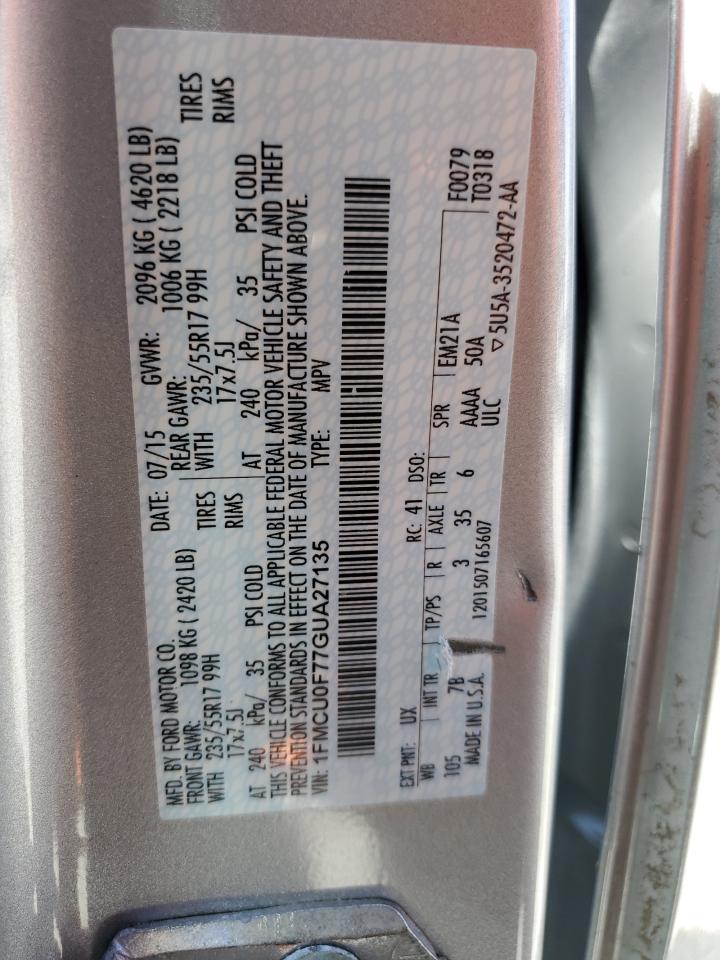 MFD. BY FORD MOTOR CO.
DATE: 07/15 GVWR: 2096 KG ( 4620 LB)
FRONT GAWR: 1098 KG ( 2420 LB)
REAR GAWR: 1006 KG ( 2218 LB)
WITH 235/55R17 99H TIRES
WITH 235/55R17 99H TIRES
17x7.5J RIMS
17x7.5J RIMS
AT 240 kPa/ 35 PSI COLD
AT 240 kPa/ 35 PSI COLD
THIS VEHICLE CONFORMS TO ALL APPLICABLE FEDERAL MOTOR VEHICLE SAFETY AND THEFT
PREVENTION STANDARDS IN EFFECT ON THE DATE OF MANUFACTURE SHOWN ABOVE.
VIN: 1FMCU0F77GUA27135 TYPE: MPV
EXT PNT: UX RC: 41 DSO:
WB INT TR TP/PS R AXLE TR SPR EM21A F0079
105 7B 3 35 6 AAAA 50A T0318
MADE IN U.S.A. 1201507165607 ULC
▽5U5A-3520472-AA